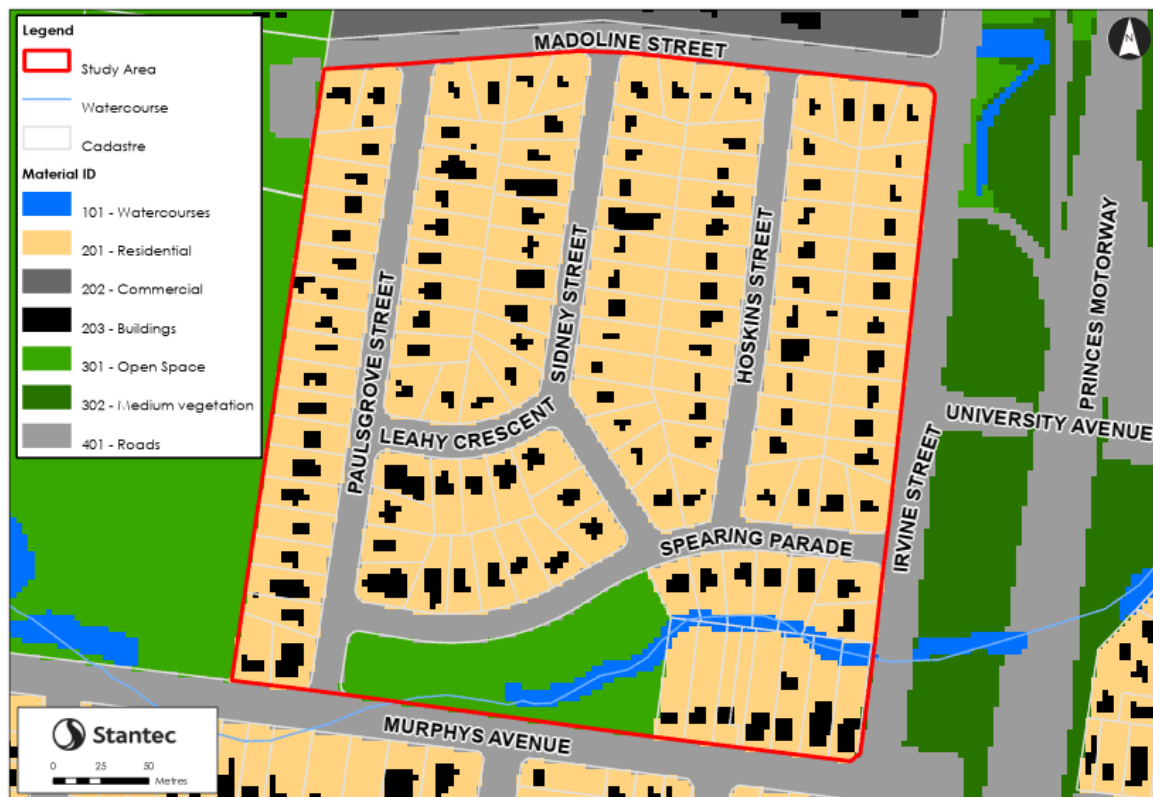 Legend
Study Area
Watercourse
Cadastre
Material ID
101 - Watercourses
201 - Residential
202 - Commercial
203 - Buildings
301 - Open Space
302 - Medium vegetation
401 - Roads
MADOLINE STREET
N
PAULSGROVE STREET
SIDNEY STREET
HOSKINS STREET
PRINCES MOTORWAY
LEAHY CRESCENT
UNIVERSITY AVENUE
IRVINE STREET
SPEARING PARADE
MURPHYS AVENUE
Stantec
0 25 50
Metres